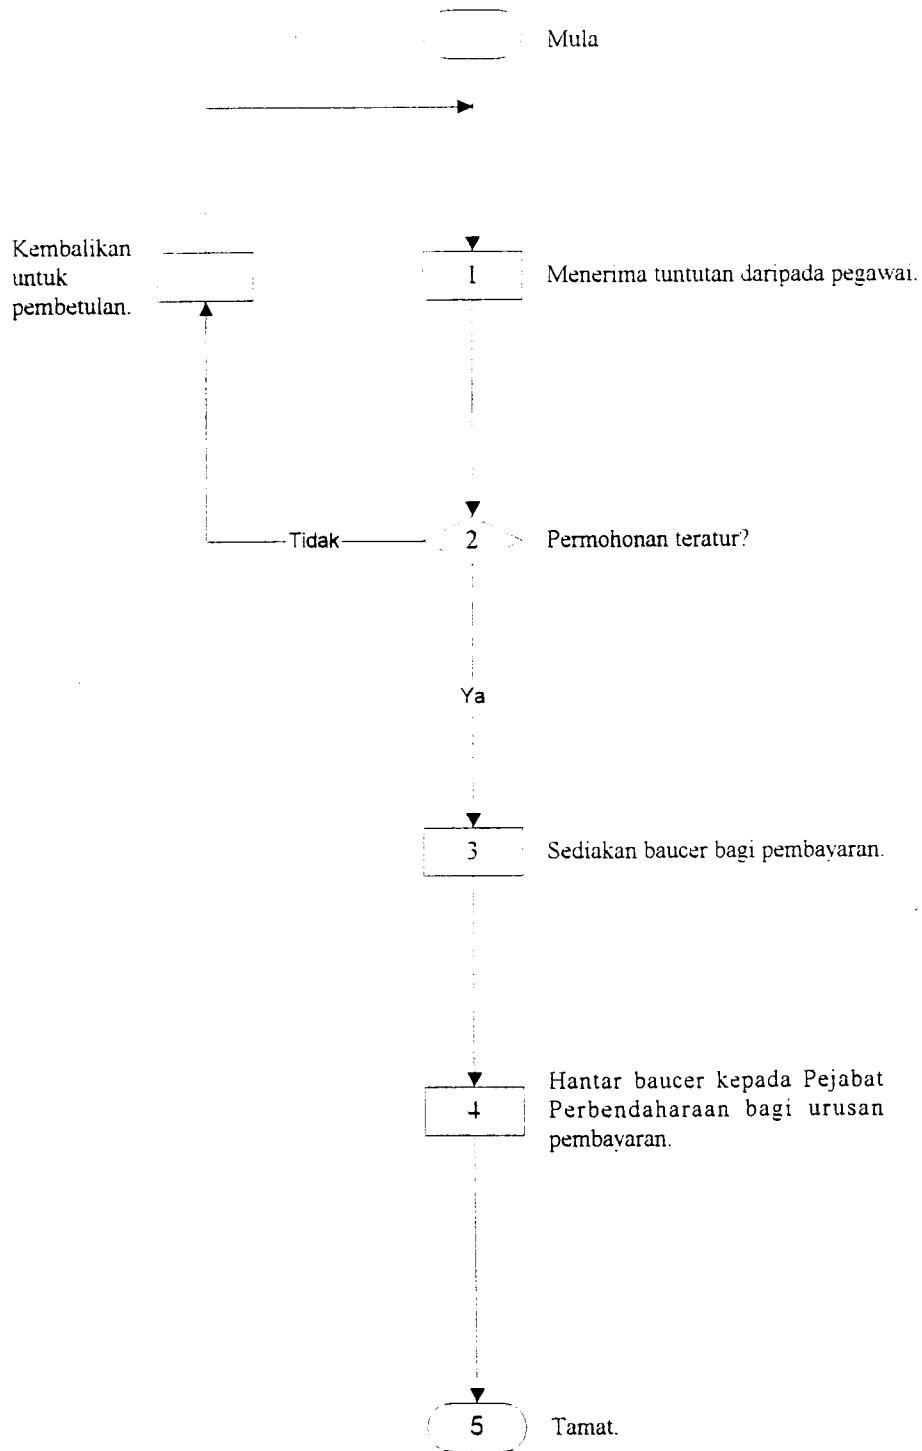 Mula
Kembalikan
untuk
pembetulan.
1
Menerima tuntutan daripada pegawai.
Tidak
2
Permohonan teratur?
Ya
3
Sediakan baucer bagi pembayaran.
4
Hantar baucer kepada Pejabat
Perbendaharaan bagi urusan
pembayaran.
5
Tamat.